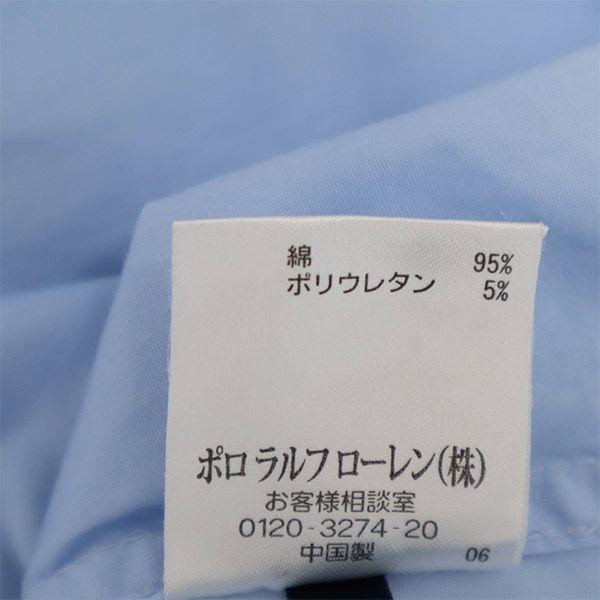 綿 95%
ポリウレタン 5%
ポロ ラルフ ローレン(株)
お客様相談室
0120-3274-20
中国製 06